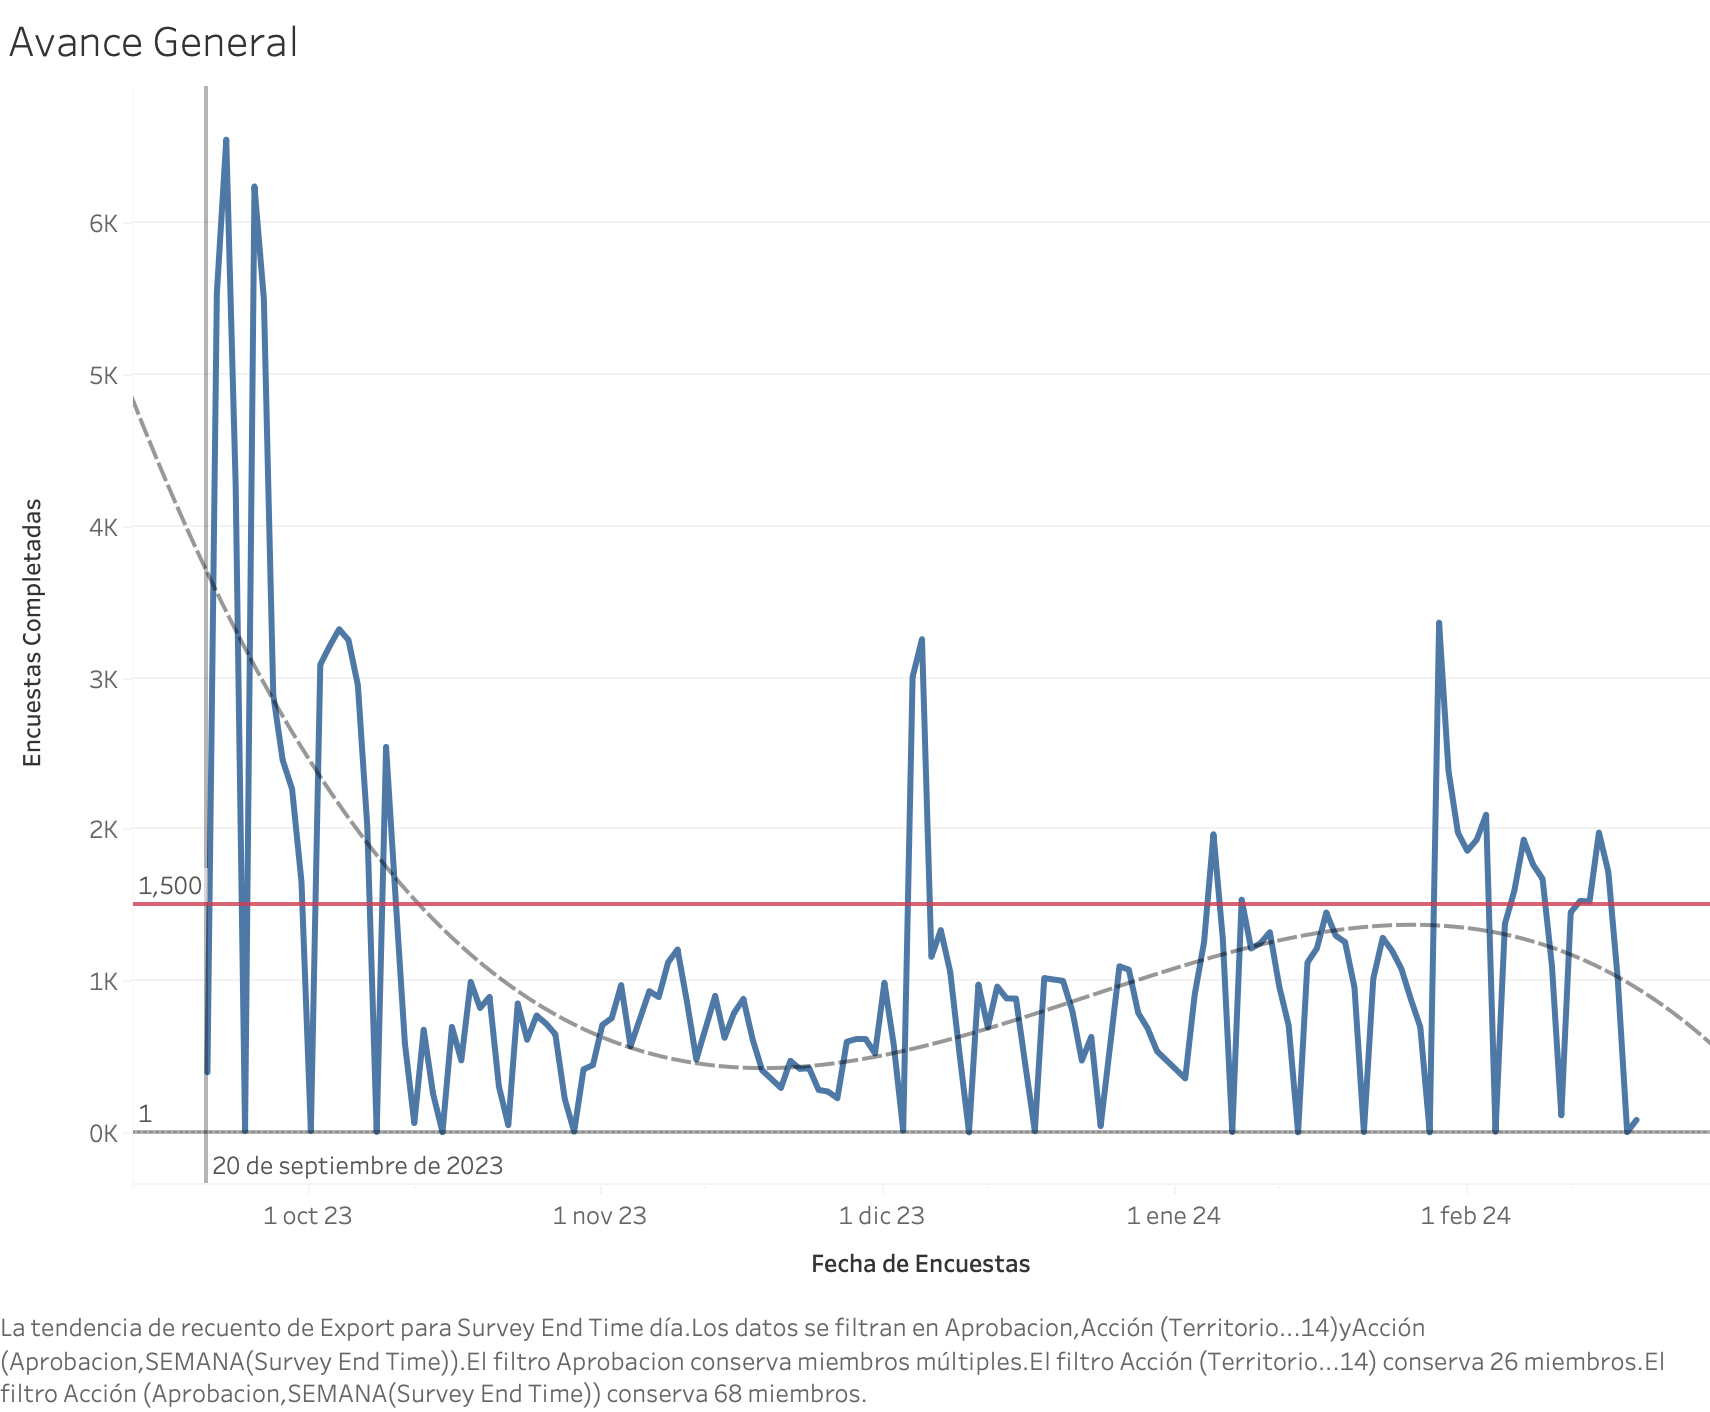 Avance General
Encuestas Completadas
6K
5K
4K
3K
2K
1,500
1K
1
0K
20 de septiembre de 2023
1 oct 23
1 nov 23
1 dic 23
1 ene 24
1 feb 24
Fecha de Encuestas
La tendencia de recuento de Export para Survey End Time día.Los datos se filtran en Aprobacion,Acción (Territorio...14)yAcción
(Aprobacion,SEMANA(Survey End Time)).El filtro Aprobacion conserva miembros múltiples.El filtro Acción (Territorio...14) conserva 26 miembros.El
filtro Acción (Aprobacion,SEMANA(Survey End Time)) conserva 68 miembros.